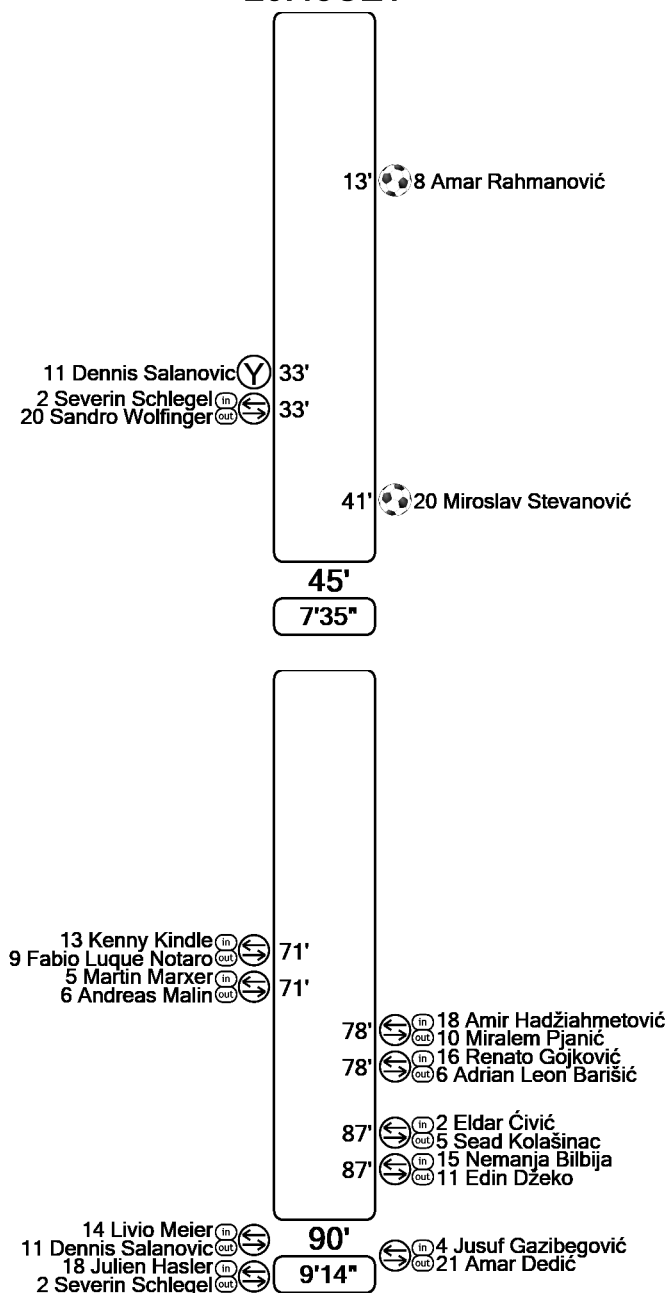 13' 8 Amar Rahmanović
11 Dennis Salanovic Y 33'
2 Severin Schlegel in 33'
20 Sandro Wolfinger out
41' 20 Miroslav Stevanović
45'
7'35"
13 Kenny Kindle in 71'
9 Fabio Luque Notaro out
5 Martin Marxer in 71'
6 Andreas Malin out
78' in 18 Amir Hadžiahmetović
out 10 Miralem Pjanić
78' in 16 Renato Gojković
out 6 Adrian Leon Barišić
87' in 2 Eldar Ćivić
out 5 Sead Kolašinac
87' in 15 Nemanja Bilbija
out 11 Edin Džeko
14 Livio Meier in
11 Dennis Salanovic out
90'
in 4 Jusuf Gazibegović
out 21 Amar Dedić
18 Julien Hasler in
2 Severin Schlegel out
9'14"